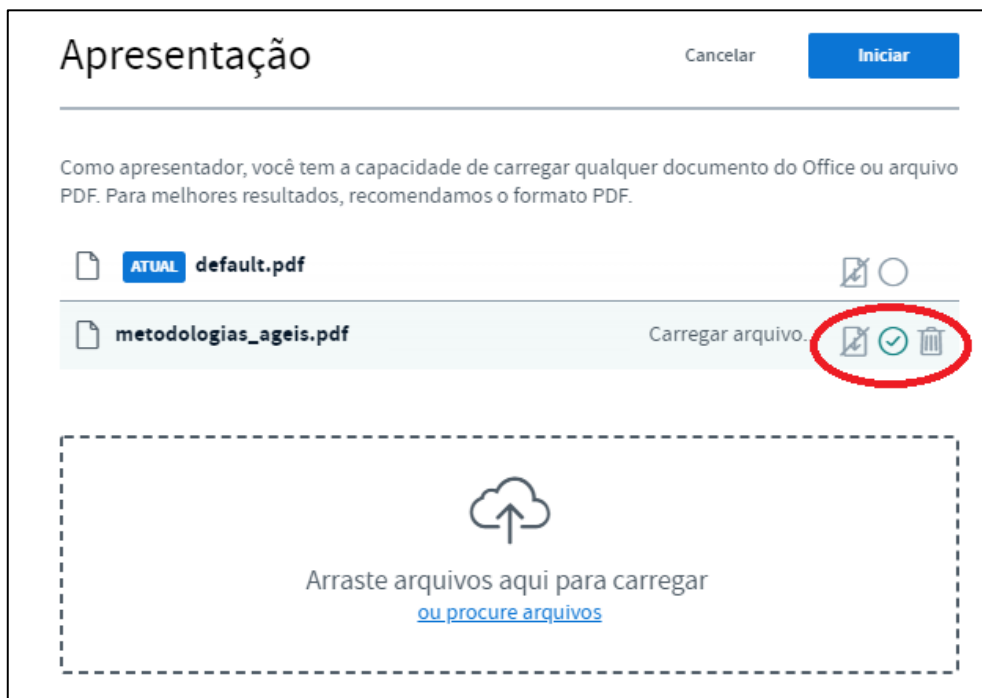 Apresentação
Cancelar
Iniciar
Como apresentador, você tem a capacidade de carregar qualquer documento do Office ou arquivo
PDF. Para melhores resultados, recomendamos o formato PDF.
ATUAL default.pdf
metodologias_ageis.pdf Carregar arquivo..
Arraste arquivos aqui para carregar
ou procure arquivos